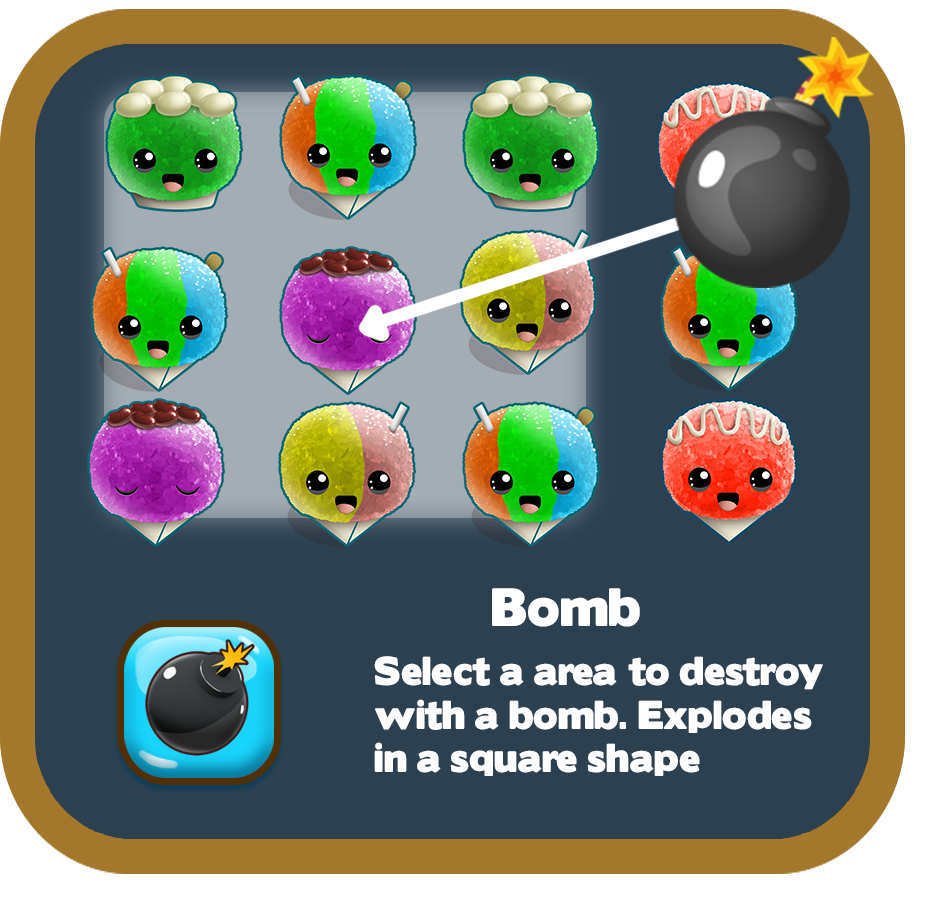 Bomb
Select a area to destroy
with a bomb. Explodes
in a square shape